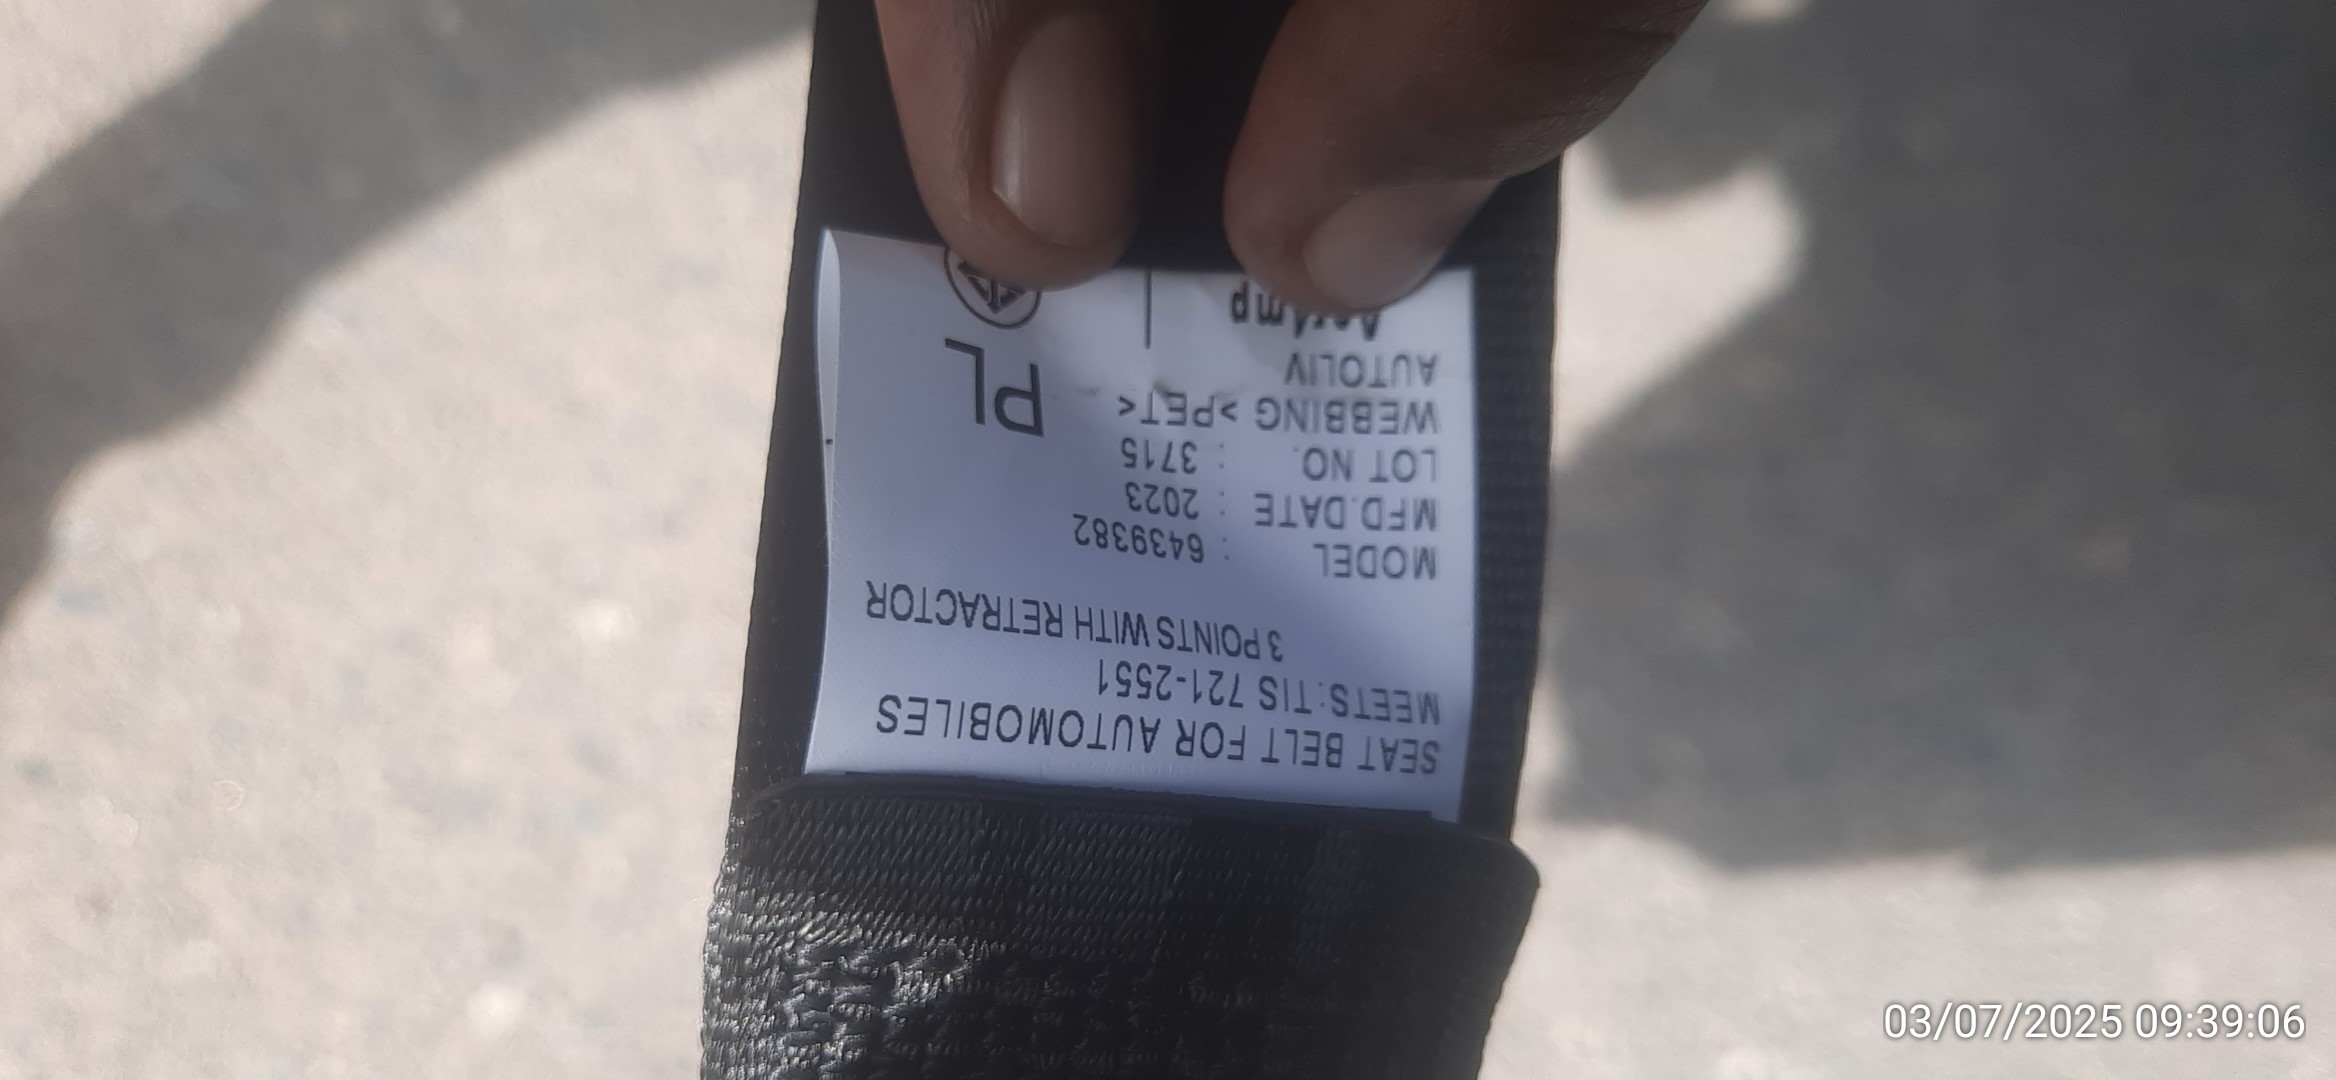 SEAT BELT FOR AUTOMOBILES
MEETS:TIS 721-2551
3 POINTS WITH RETRACTOR
MODEL : 6439382
MFD.DATE : 2023
LOT NO. : 3715
WEBBING >PET<
AUTOLIV
PL
03/07/2025 09:39:06